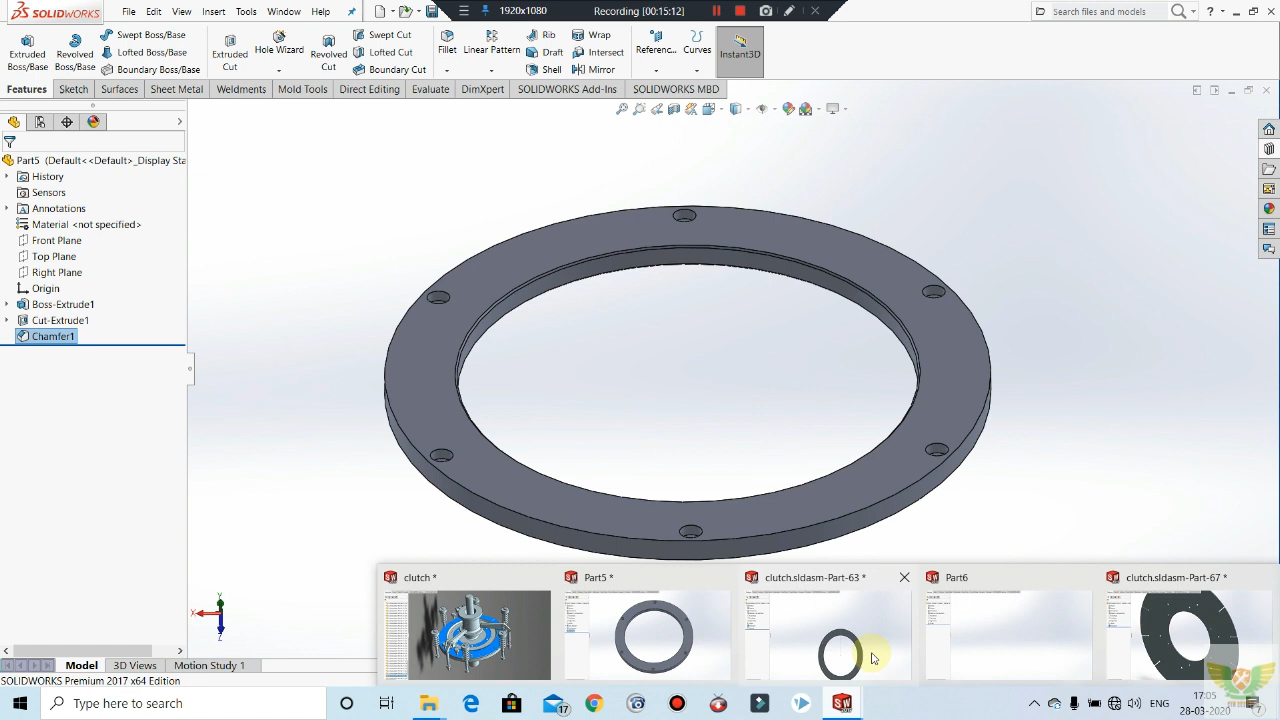 SOLIDWORKS
File Edit View Insert Tools Window Help
1920x1080 Recording [00:15:12]
search files and models
Extruded Boss/Base
Revolved Boss/Base
Swept Boss/Base
Lofted Boss/Base
Boundary Boss/Base
Extruded Cut
Hole Wizard
Revolved Cut
Swept Cut
Lofted Cut
Boundary Cut
Fillet
Linear Pattern
Rib
Draft
Shell
Wrap
Intersect
Mirror
Referenc...
Curves
Instant3D
Features Sketch Surfaces Sheet Metal Weldments Mold Tools Direct Editing Evaluate DimXpert SOLIDWORKS Add-Ins SOLIDWORKS MBD
Part5 (Default<<Default>_Display Sta
History
Sensors
Annotations
Material <not specified>
Front Plane
Top Plane
Right Plane
Origin
Boss-Extrude1
Cut-Extrude1
Chamfer1
Y
X
Z
clutch *
Part5 *
clutch.sldasm-Part-63 *
Part6
clutch.sldasm-Part-67 *
Model
Motion Study 1
SOLIDWORKS Premium 2017 x64 Edition
Type here to search
17
ENG
17:05
28-03-2020
7